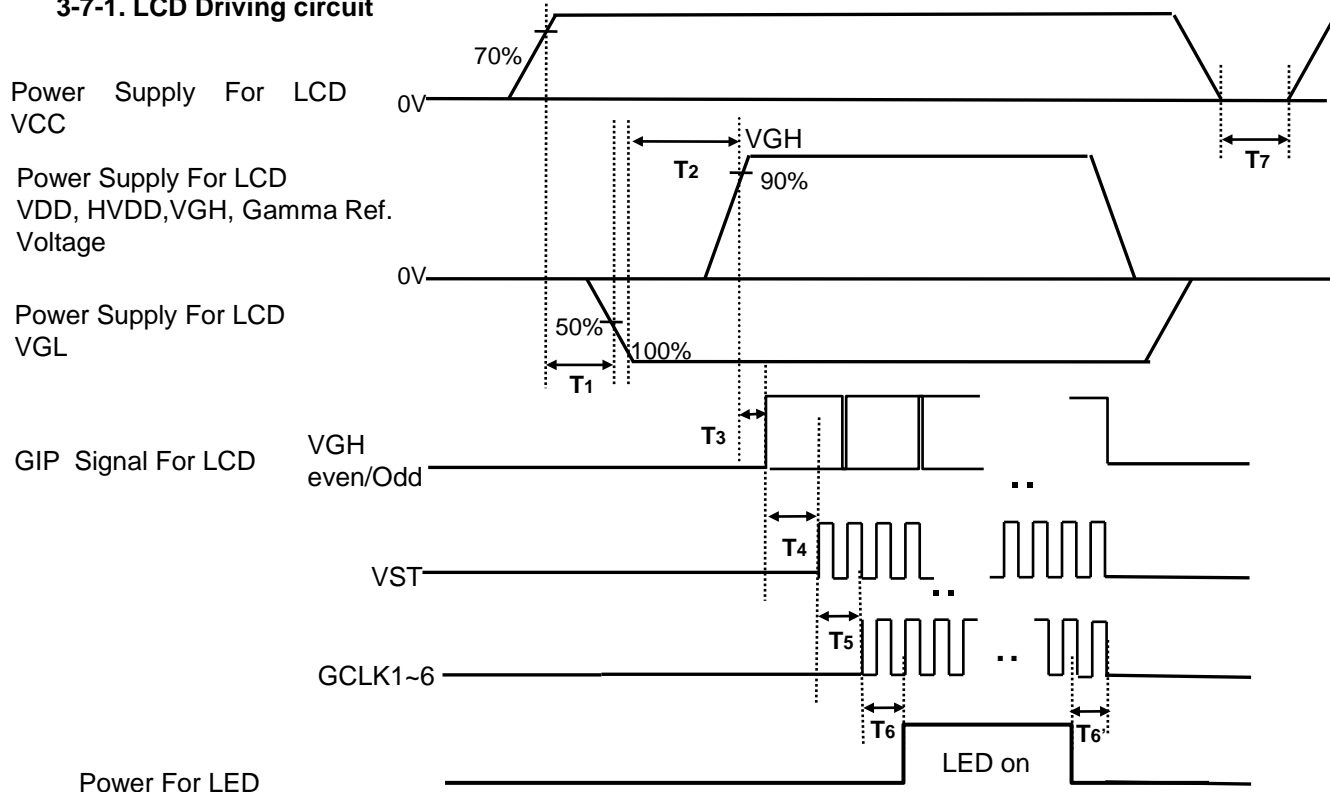 3-7-1. LCD Driving circuit
70%
Power Supply For LCD
VCC
0V
T7
VGH
T2
90%
Power Supply For LCD
VDD, HVDD,VGH, Gamma Ref.
Voltage
0V
Power Supply For LCD
VGL
50%
100%
T1
T3
GIP Signal For LCD
VGH
even/Odd
..
T4
VST
..
T5
GCLK1~6
..
T6
T6'
LED on
Power For LED